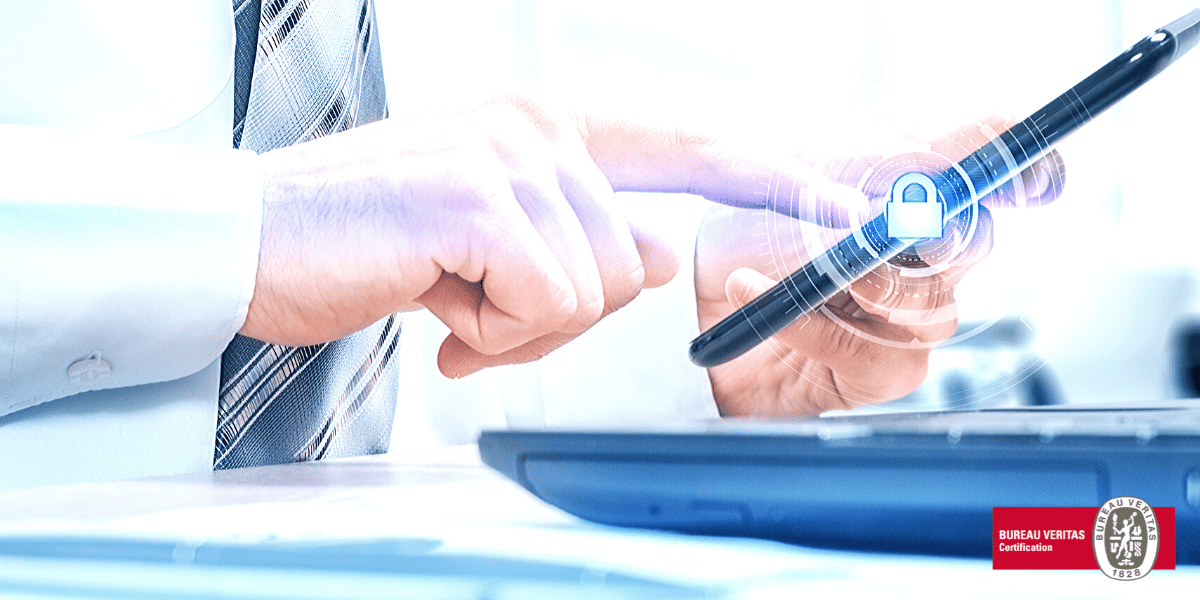 BUREAU VERITAS
Certification
BUREAU VERITAS
1828